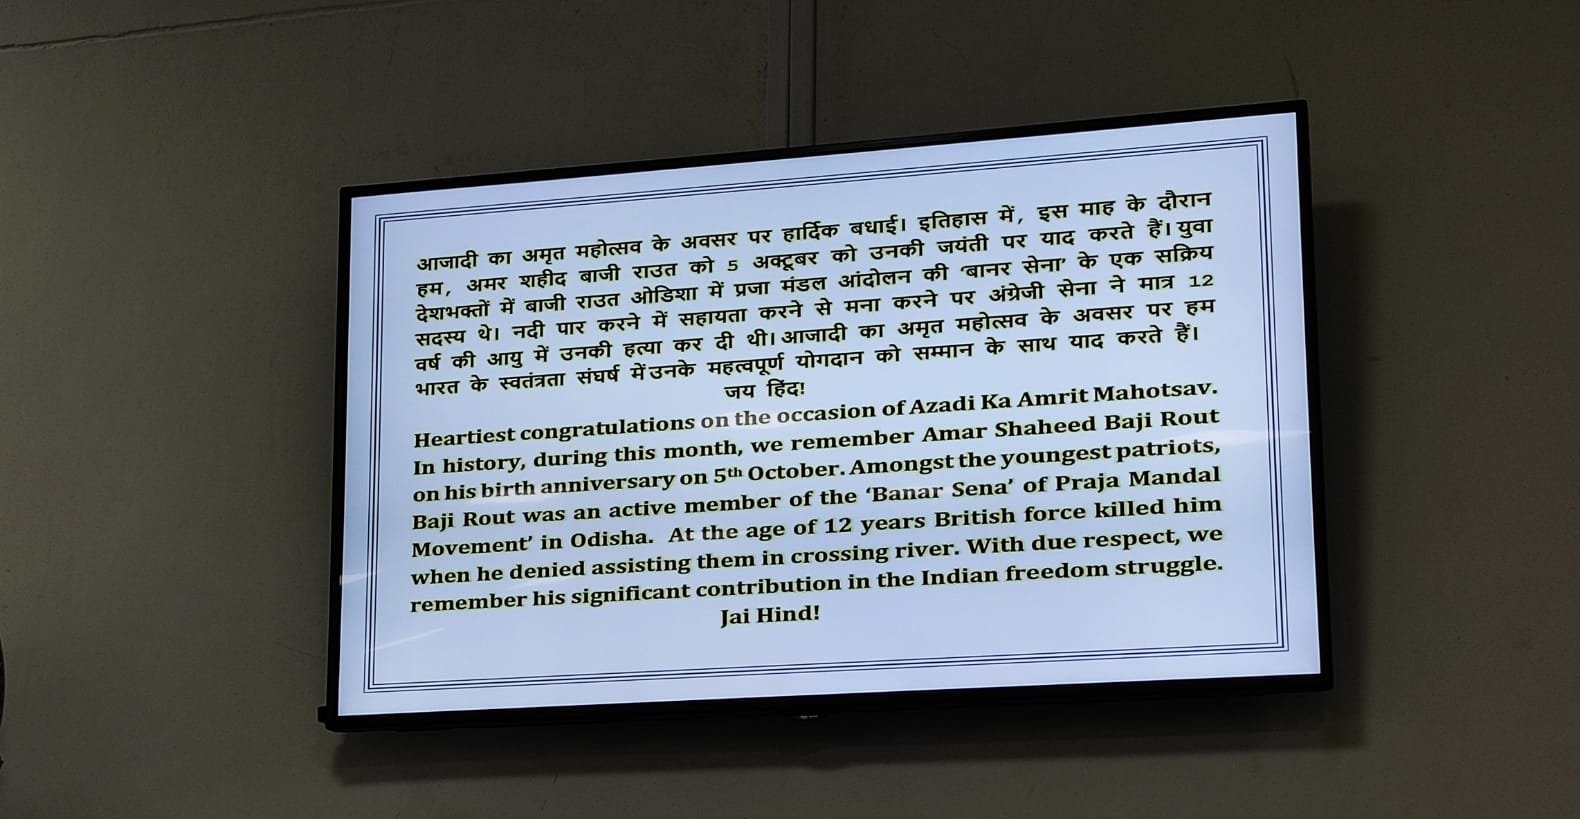 आजादी का अमृत महोत्सव के अवसर पर हार्दिक बधाई। इतिहास में, इस माह के दौरान
हम, अमर शहीद बाजी राउत को 5 अक्टूबर को उनकी जयंती पर याद करते हैं। युवा
देशभक्तों में बाजी राउत ओडिशा में प्रजा मंडल आंदोलन की ‘बानर सेना’ के एक सक्रिय
सदस्य थे। नदी पार करने में सहायता करने से मना करने पर अंग्रेजी सेना ने मात्र 12
वर्ष की आयु में उनकी हत्या कर दी थी। आजादी का अमृत महोत्सव के अवसर पर हम
भारत के स्वतंत्रता संघर्ष में उनके महत्वपूर्ण योगदान को सम्मान के साथ याद करते हैं।
जय हिंद!
Heartiest congratulations on the occasion of Azadi Ka Amrit Mahotsav.
In history, during this month, we remember Amar Shaheed Baji Rout
on his birth anniversary on 5th October. Amongst the youngest patriots,
Baji Rout was an active member of the ‘Banar Sena’ of Praja Mandal
Movement’ in Odisha. At the age of 12 years British force killed him
when he denied assisting them in crossing river. With due respect, we
remember his significant contribution in the Indian freedom struggle.
Jai Hind!